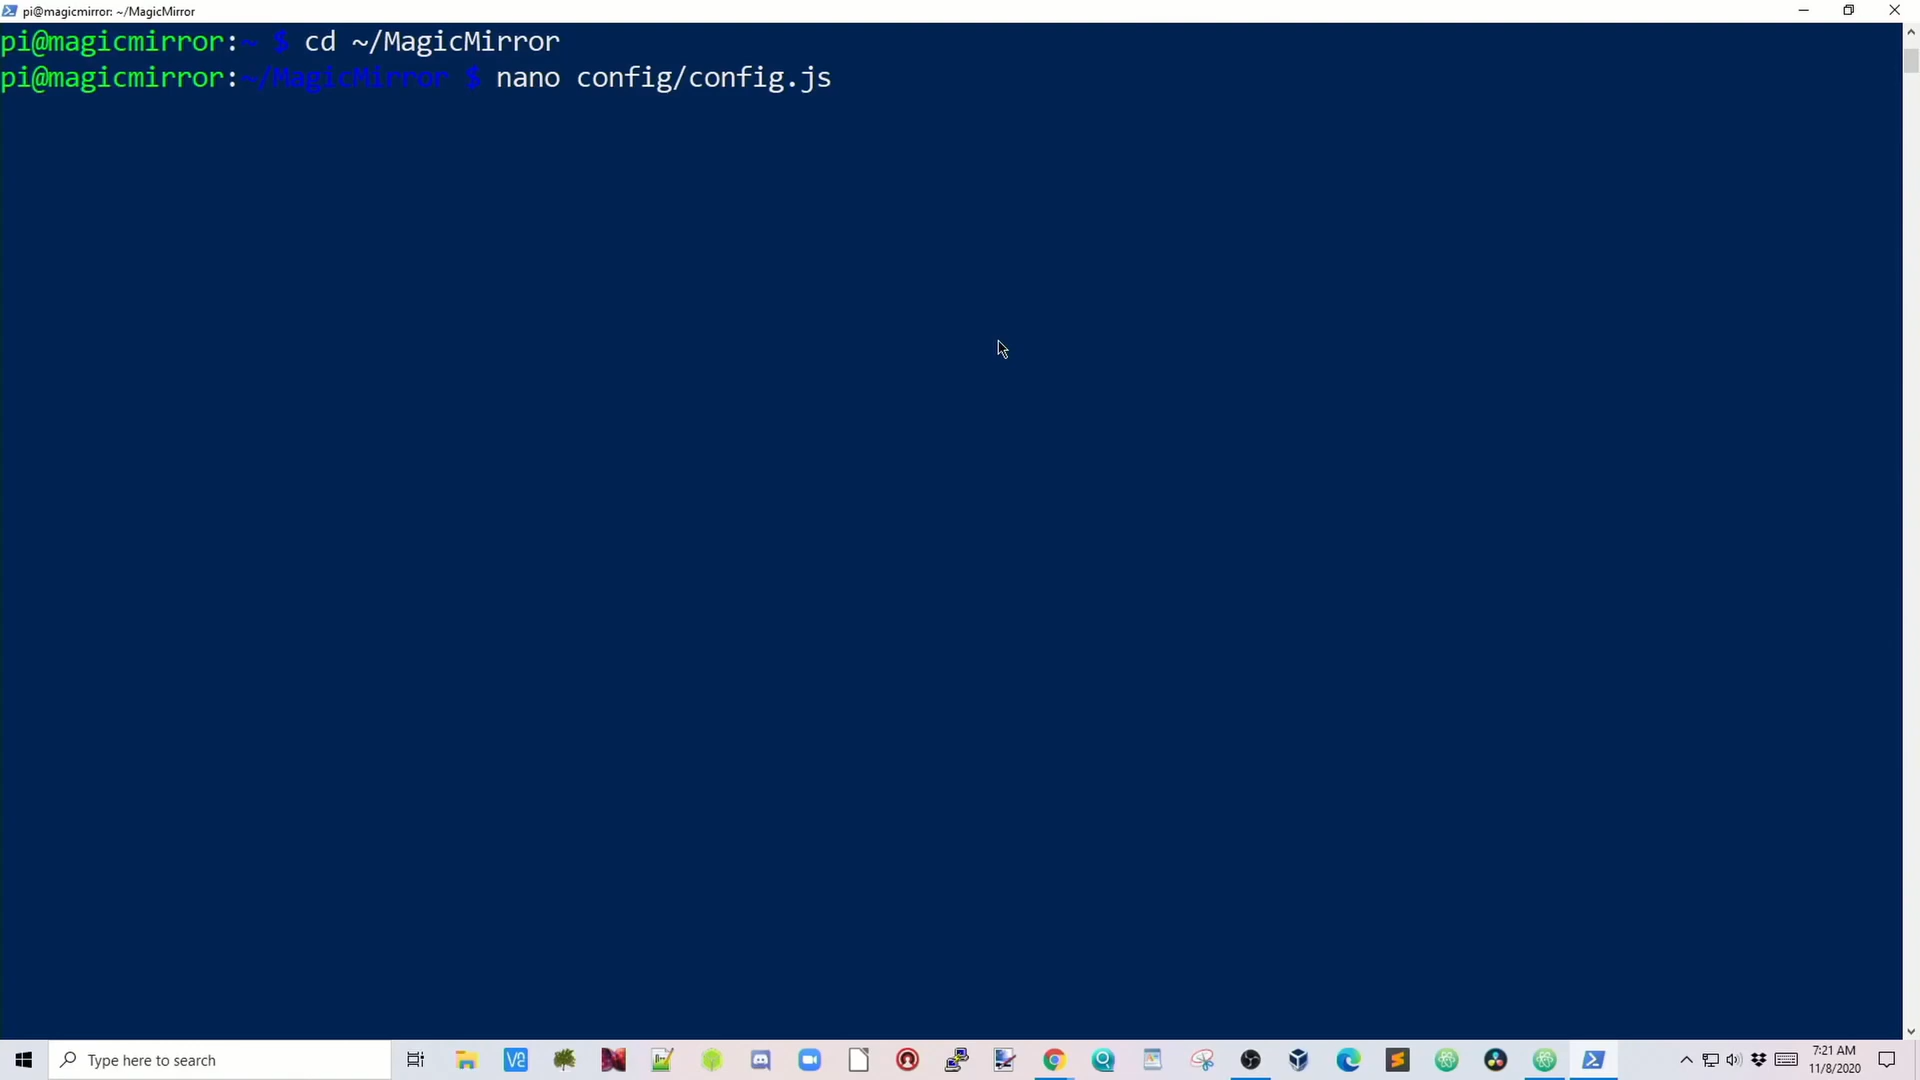 pi@magicmirror: ~/MagicMirror
pi@magicmirror:~ $ cd ~/MagicMirror
pi@magicmirror:~/MagicMirror $ nano config/config.js
Type here to search
7:21 AM
11/8/2020